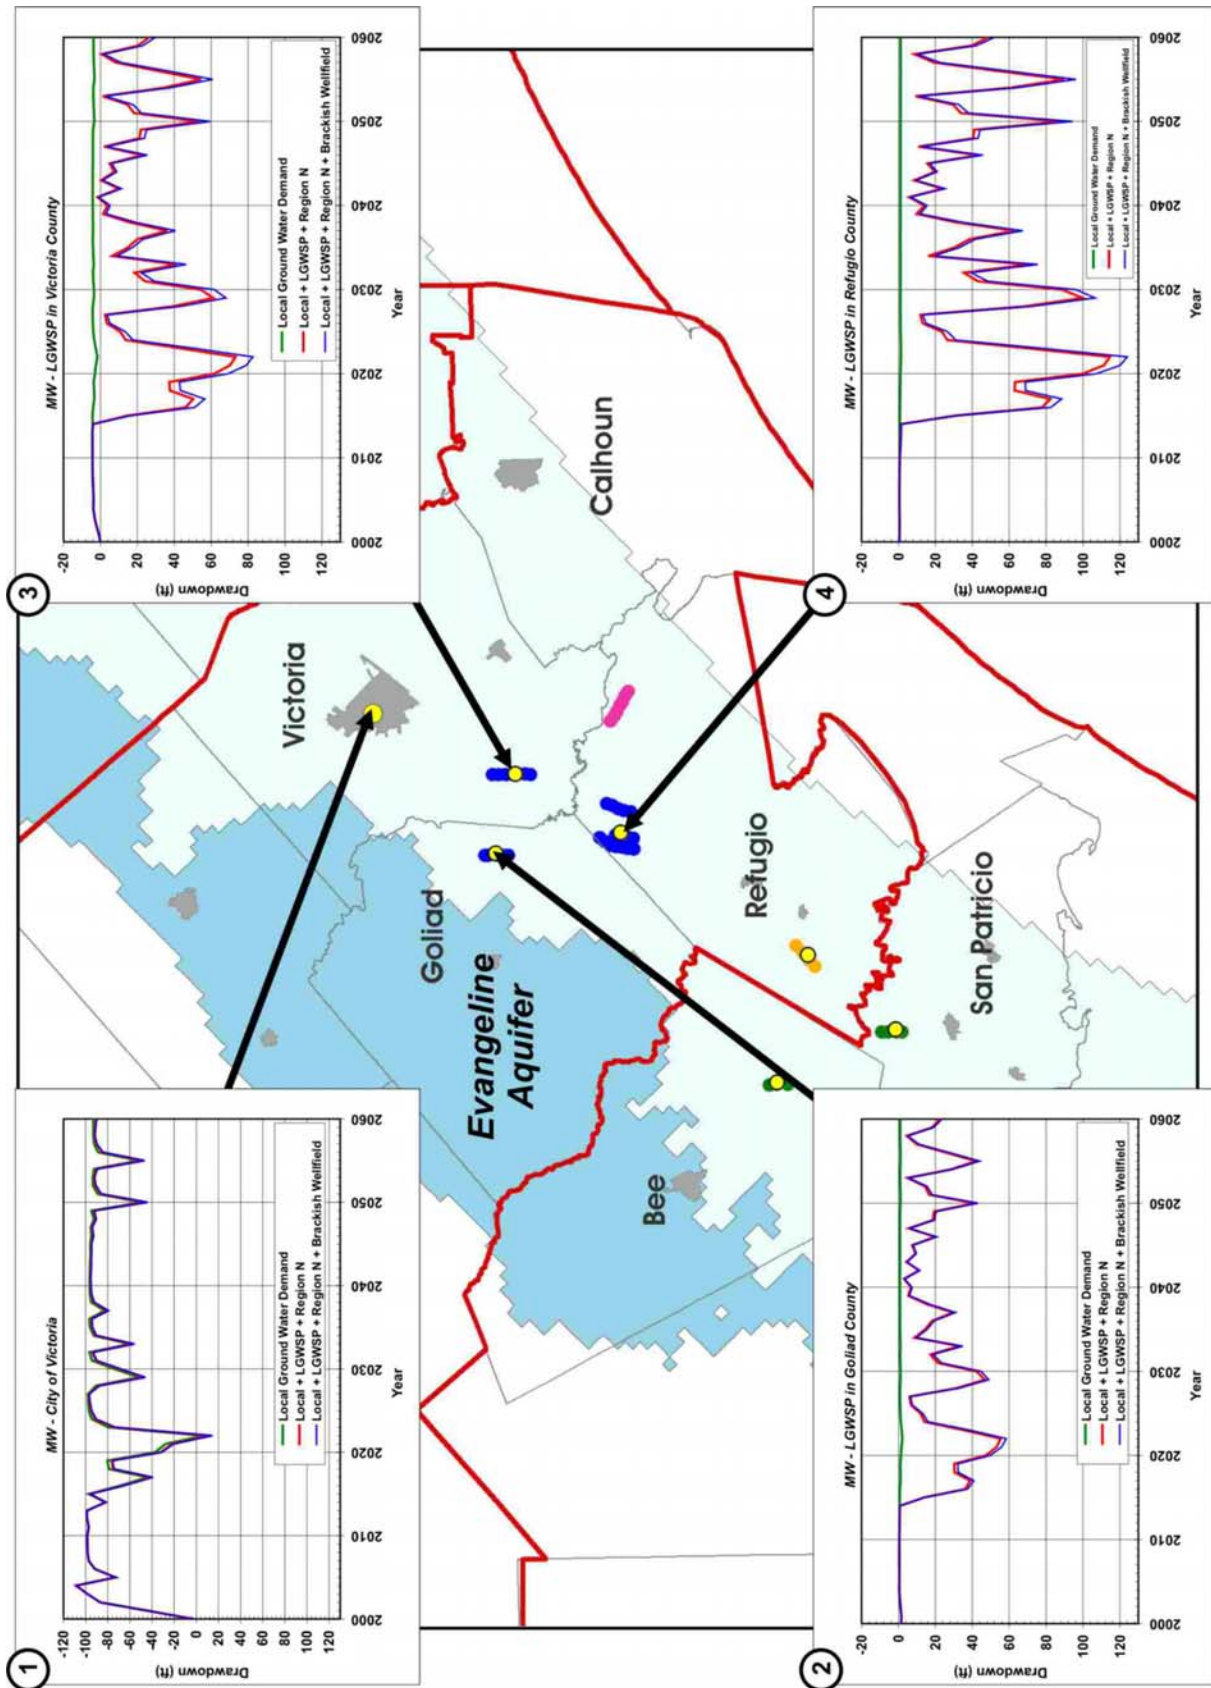 1
MW - City of Victoria
-120
-100
-80
-60
-40
-20
-0
20
40
60
80
100
120
Drawdown (ft)
Local Ground Water Demand
Local + LGWSP + Region N
Local + LGWSP + Region N + Brackish Wellfield
2000
2010
2020
2030
2040
2050
2060
Year
3
MW - LGWSP in Victoria County
-20
0
20
40
60
80
100
120
Drawdown (ft)
Local Ground Water Demand
Local + LGWSP + Region N
Local + LGWSP + Region N + Brackish Wellfield
2000
2010
2020
2030
2040
2050
2060
Year
Victoria
Goliad
Evangeline
Aquifer
Calhoun
Bee
Refugio
San Patricio
2
MW - LGWSP in Goliad County
-20
0
20
40
60
80
100
120
Drawdown (ft)
Local Ground Water Demand
Local + LGWSP + Region N
Local + LGWSP + Region N + Brackish Wellfield
2000
2010
2020
2030
2040
2050
2060
Year
4
MW - LGWSP in Refugio County
-20
0
20
40
60
80
100
120
Drawdown (ft)
Local Ground Water Demand
Local + LGWSP + Region N
Local + LGWSP + Region N + Brackish Wellfield
2000
2010
2020
2030
2040
2050
2060
Year